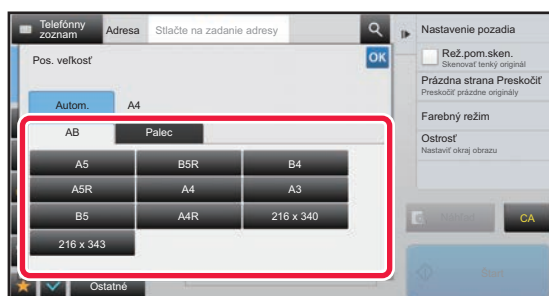 Telefónny
zoznam
Adresa
Stlačte na zadanie adresy
Pos. veľkosť
OK
Autom.
A4
AB
Palec
A5
B5R
B4
A5R
A4
A3
B5
A4R
216 x 340
216 x 343
Ostatné
Nastavenie pozadia
Rež.pom.sken.
Skenovať tenký originál
Prázdna strana Preskočiť
Preskočiť prázdne originály
Farebný režim
Ostrosť
Nastaviť okraj obrazu
CA
Štart